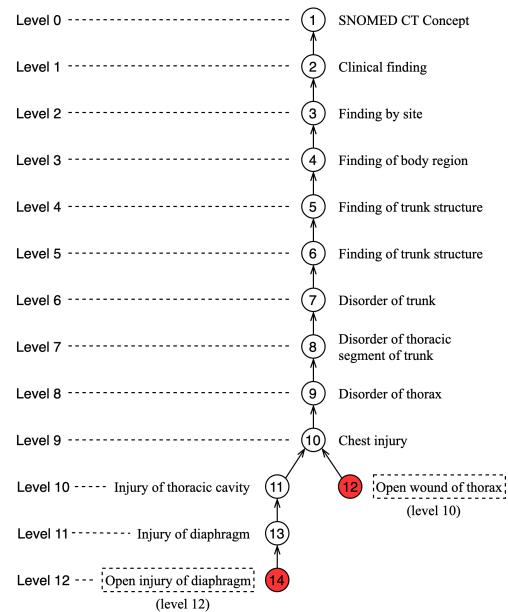 Level 0 1 SNOMED CT Concept
Level 1 2 Clinical finding
Level 2 3 Finding by site
Level 3 4 Finding of body region
Level 4 5 Finding of trunk structure
Level 5 6 Finding of trunk structure
Level 6 7 Disorder of trunk
Level 7 8 Disorder of thoracic
segment of trunk
Level 8 9 Disorder of thorax
Level 9 10 Chest injury
Level 10 Injury of thoracic cavity 11 12 Open wound of thorax
(level 10)
Level 11 Injury of diaphragm 13
Level 12 Open injury of diaphragm 14
(level 12)